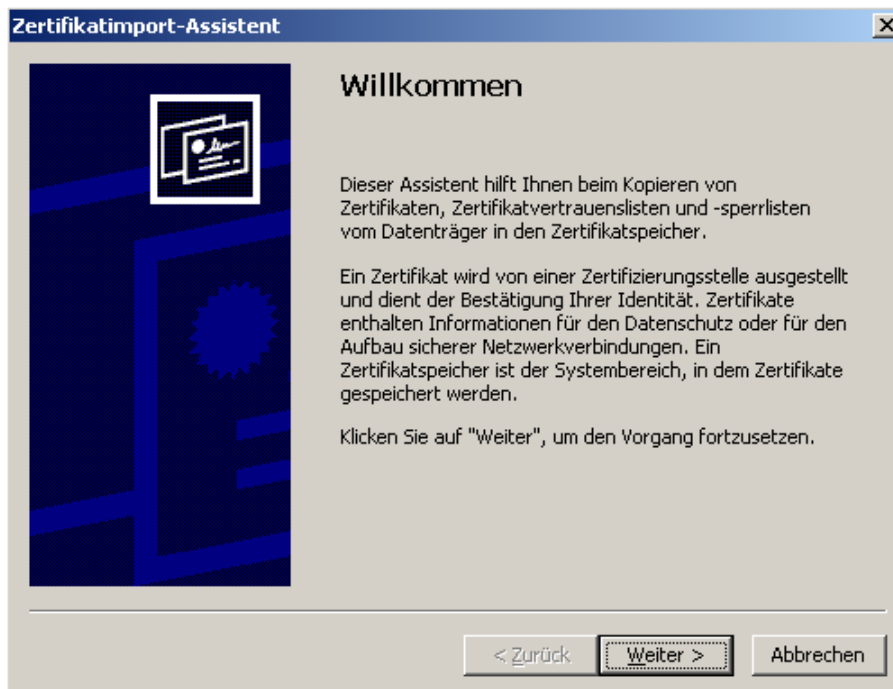 Zertifikatimport-Assistent
Willkommen
Dieser Assistent hilft Ihnen beim Kopieren von
Zertifikaten, Zertifikatvertrauenslisten und -sperrlisten
vom Datenträger in den Zertifikatspeicher.
Ein Zertifikat wird von einer Zertifizierungsstelle ausgestellt
und dient der Bestätigung Ihrer Identität. Zertifikate
enthalten Informationen für den Datenschutz oder für den
Aufbau sicherer Netzwerkverbindungen. Ein
Zertifikatspeicher ist der Systembereich, in dem Zertifikate
gespeichert werden.
Klicken Sie auf "Weiter", um den Vorgang fortzusetzen.
< Zurück Weiter > Abbrechen